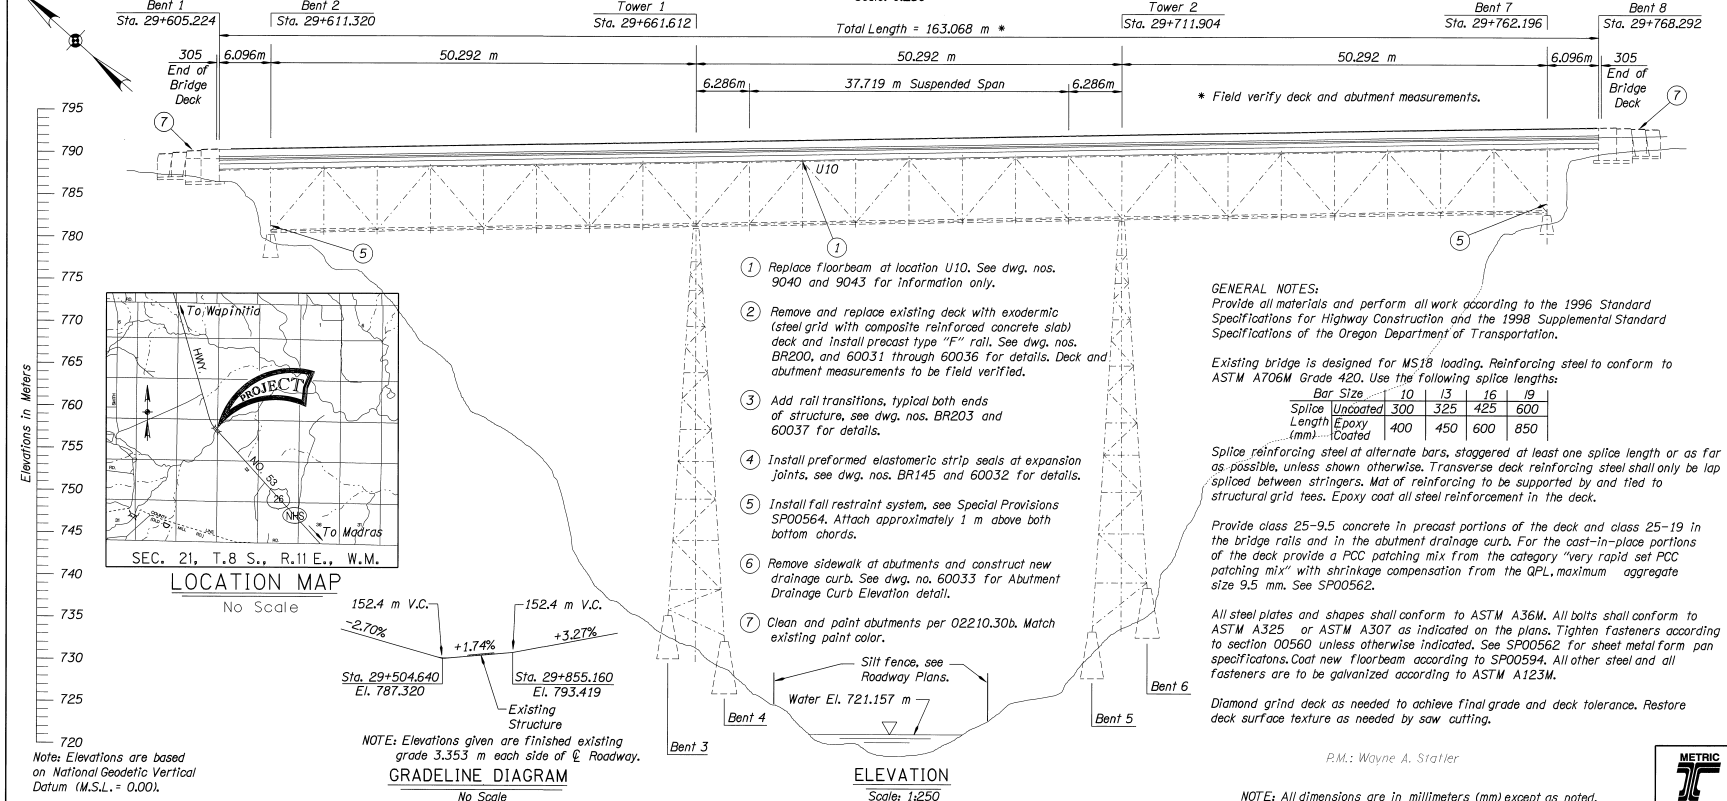 Bent 1
Sta. 29+605.224
Bent 2
Sta. 29+611.320
Tower 1
Sta. 29+661.612
Tower 2
Sta. 29+711.904
Bent 7
Sta. 29+762.196
Bent 8
Sta. 29+768.292
Total Length = 163.068 m *
305
End of
Bridge
Deck
6.096m
50.292 m
50.292 m
50.292 m
6.096m
305
End of
Bridge
Deck
6.286m
37.719 m Suspended Span
6.286m
* Field verify deck and abutment measurements.
7
7
U10
5
1
5
Elevations in Meters
795
790
785
780
775
770
765
760
755
750
745
740
735
730
725
720
To Wapinitia
HWY.
PROJECT
NO. 53
26
NHS
To Madras
SEC. 21, T.8 S., R.11 E., W.M.
LOCATION MAP
No Scale
1 Replace floorbeam at location U10. See dwg. nos.
9040 and 9043 for information only.
2 Remove and replace existing deck with exodermic
(steel grid with composite reinforced concrete slab)
deck and install precast type "F" rail. See dwg. nos.
BR200, and 60031 through 60036 for details. Deck and
abutment measurements to be field verified.
3 Add rail transitions, typical both ends
of structure, see dwg. nos. BR203 and
60037 for details.
4 Install preformed elastomeric strip seals at expansion
joints, see dwg. nos. BR145 and 60032 for details.
5 Install fall restraint system, see Special Provisions
SP00564. Attach approximately 1 m above both
bottom chords.
6 Remove sidewalk at abutments and construct new
drainage curb. See dwg. no. 60033 for Abutment
Drainage Curb Elevation detail.
7 Clean and paint abutments per 02210.30b. Match
existing paint color.
GENERAL NOTES:
Provide all materials and perform all work according to the 1996 Standard
Specifications for Highway Construction and the 1998 Supplemental Standard
Specifications of the Oregon Department of Transportation.
Existing bridge is designed for MS18 loading. Reinforcing steel to conform to
ASTM A706M Grade 420. Use the following splice lengths:
Bar Size 10 13 16 19
Splice Length (mm) Uncoated 300 325 425 600
Epoxy Coated 400 450 600 850
Splice reinforcing steel at alternate bars, staggered at least one splice length or as far
as possible, unless shown otherwise. Transverse deck reinforcing steel shall only be lap
spliced between stringers. Mat of reinforcing to be supported by and tied to
structural grid tees. Epoxy coat all steel reinforcement in the deck.
Provide class 25-9.5 concrete in precast portions of the deck and class 25-19 in
the bridge rails and in the abutment drainage curb. For the cast-in-place portions
of the deck provide a PCC patching mix from the category "very rapid set PCC
patching mix" with shrinkage compensation from the QPL, maximum aggregate
size 9.5 mm. See SP00562.
All steel plates and shapes shall conform to ASTM A36M. All bolts shall conform to
ASTM A325 or ASTM A307 as indicated on the plans. Tighten fasteners according
to section 00560 unless otherwise indicated. See SP00562 for sheet metal form pan
specificatons. Coat new floorbeam according to SP00594. All other steel and all
fasteners are to be galvanized according to ASTM A123M.
Diamond grind deck as needed to achieve final grade and deck tolerance. Restore
deck surface texture as needed by saw cutting.
152.4 m V.C.
152.4 m V.C.
-2.70%
+1.74%
+3.27%
Sta. 29+504.640
El. 787.320
Sta. 29+855.160
El. 793.419
Existing
Structure
NOTE: Elevations given are finished existing
grade 3.353 m each side of ℄ Roadway.
GRADELINE DIAGRAM
No Scale
Note: Elevations are based
on National Geodetic Vertical
Datum (M.S.L. = 0.00).
Silt fence, see
Roadway Plans.
Water El. 721.157 m
Bent 3
Bent 4
Bent 5
Bent 6
ELEVATION
Scale: 1:250
P.M.: Wayne A. Statler
METRIC
NOTE: All dimensions are in millimeters (mm) except as noted.